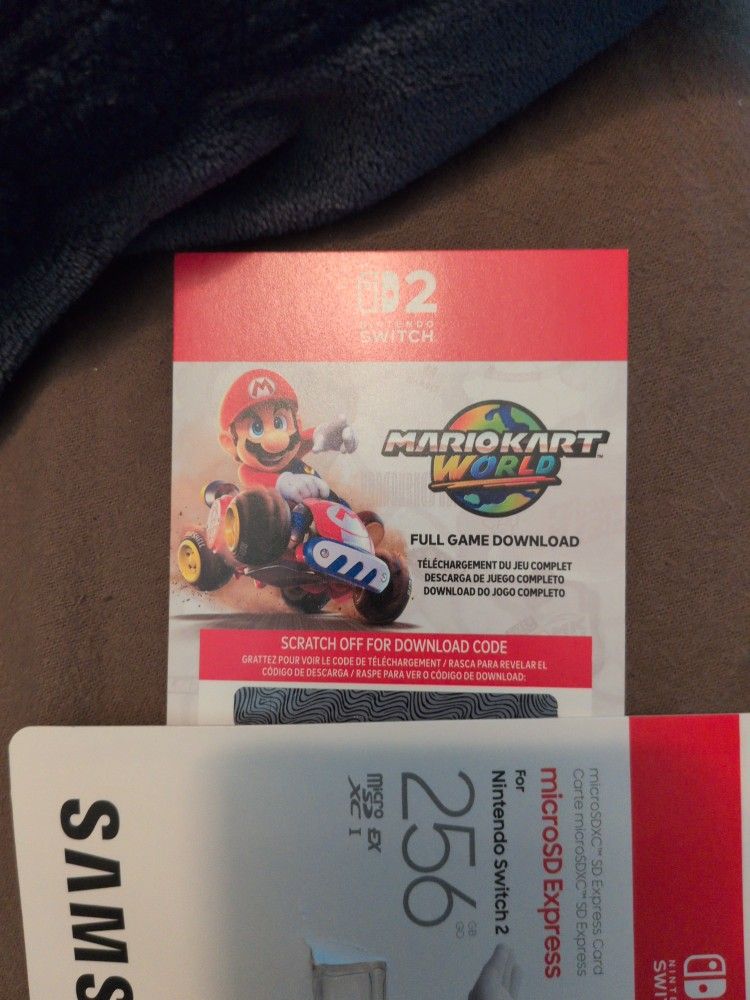 2
NINTENDO
SWITCH
M
MARIOKART
WORLD
FULL GAME DOWNLOAD
TÉLÉCHARGEMENT DU JEU COMPLET
DESCARGA DE JUEGO COMPLETO
DOWNLOAD DO JOGO COMPLETO
SCRATCH OFF FOR DOWNLOAD CODE
GRATTEZ POUR VOIR LE CODE DE TÉLÉCHARGEMENT / RASCA PARA REVELAR EL
CÓDIGO DE DESCARGA / RASPE PARA VER O CÓDIGO DE DOWNLOAD:
microSDXC™ SD Express Card
Carte microSDXC™ SD Express
microSD Express
For
Nintendo Switch 2
256
GB
GO
micro SD XC I EX
SAMS
NINT
SWI